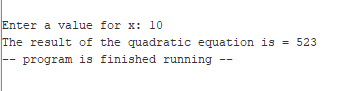 Enter a value for x: 10
The result of the quadratic equation is = 523
-- program is finished running --